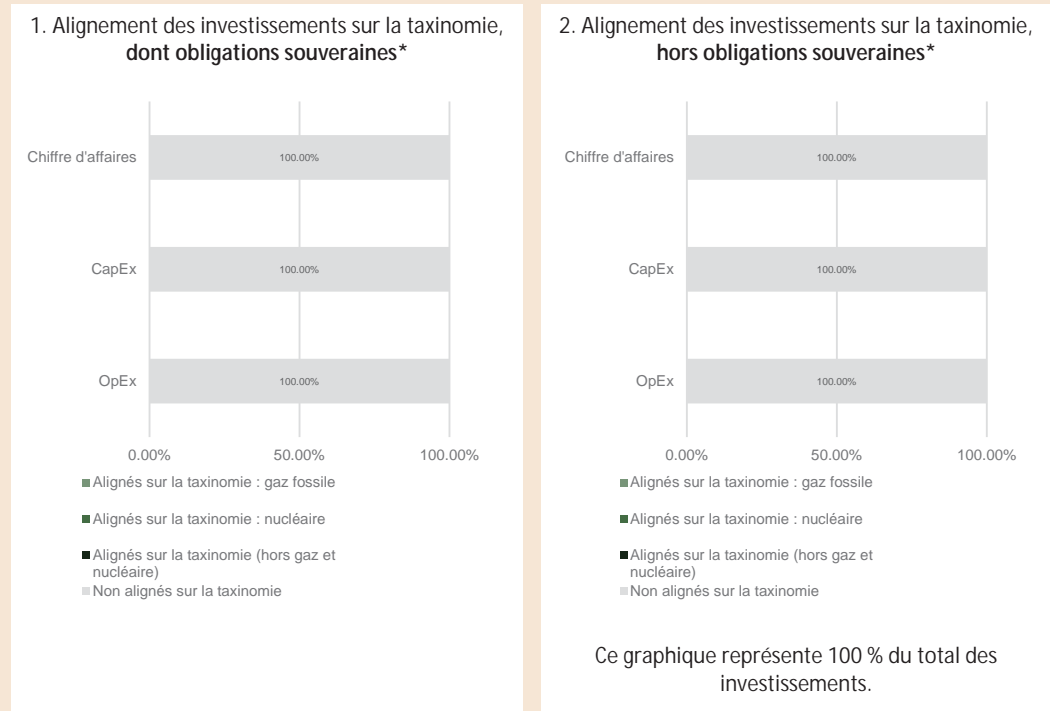 1. Alignement des investissements sur la taxinomie,
dont obligations souveraines*
Chiffre d'affaires
100.00%
CapEx
100.00%
OpEx
100.00%
0.00%
50.00%
100.00%
Alignés sur la taxinomie : gaz fossile
Alignés sur la taxinomie : nucléaire
Alignés sur la taxinomie (hors gaz et
nucléaire)
Non alignés sur la taxinomie
2. Alignement des investissements sur la taxinomie,
hors obligations souveraines*
Chiffre d'affaires
100.00%
CapEx
100.00%
OpEx
100.00%
0.00%
50.00%
100.00%
Alignés sur la taxinomie : gaz fossile
Alignés sur la taxinomie : nucléaire
Alignés sur la taxinomie (hors gaz et
nucléaire)
Non alignés sur la taxinomie
Ce graphique représente 100 % du total des
investissements.